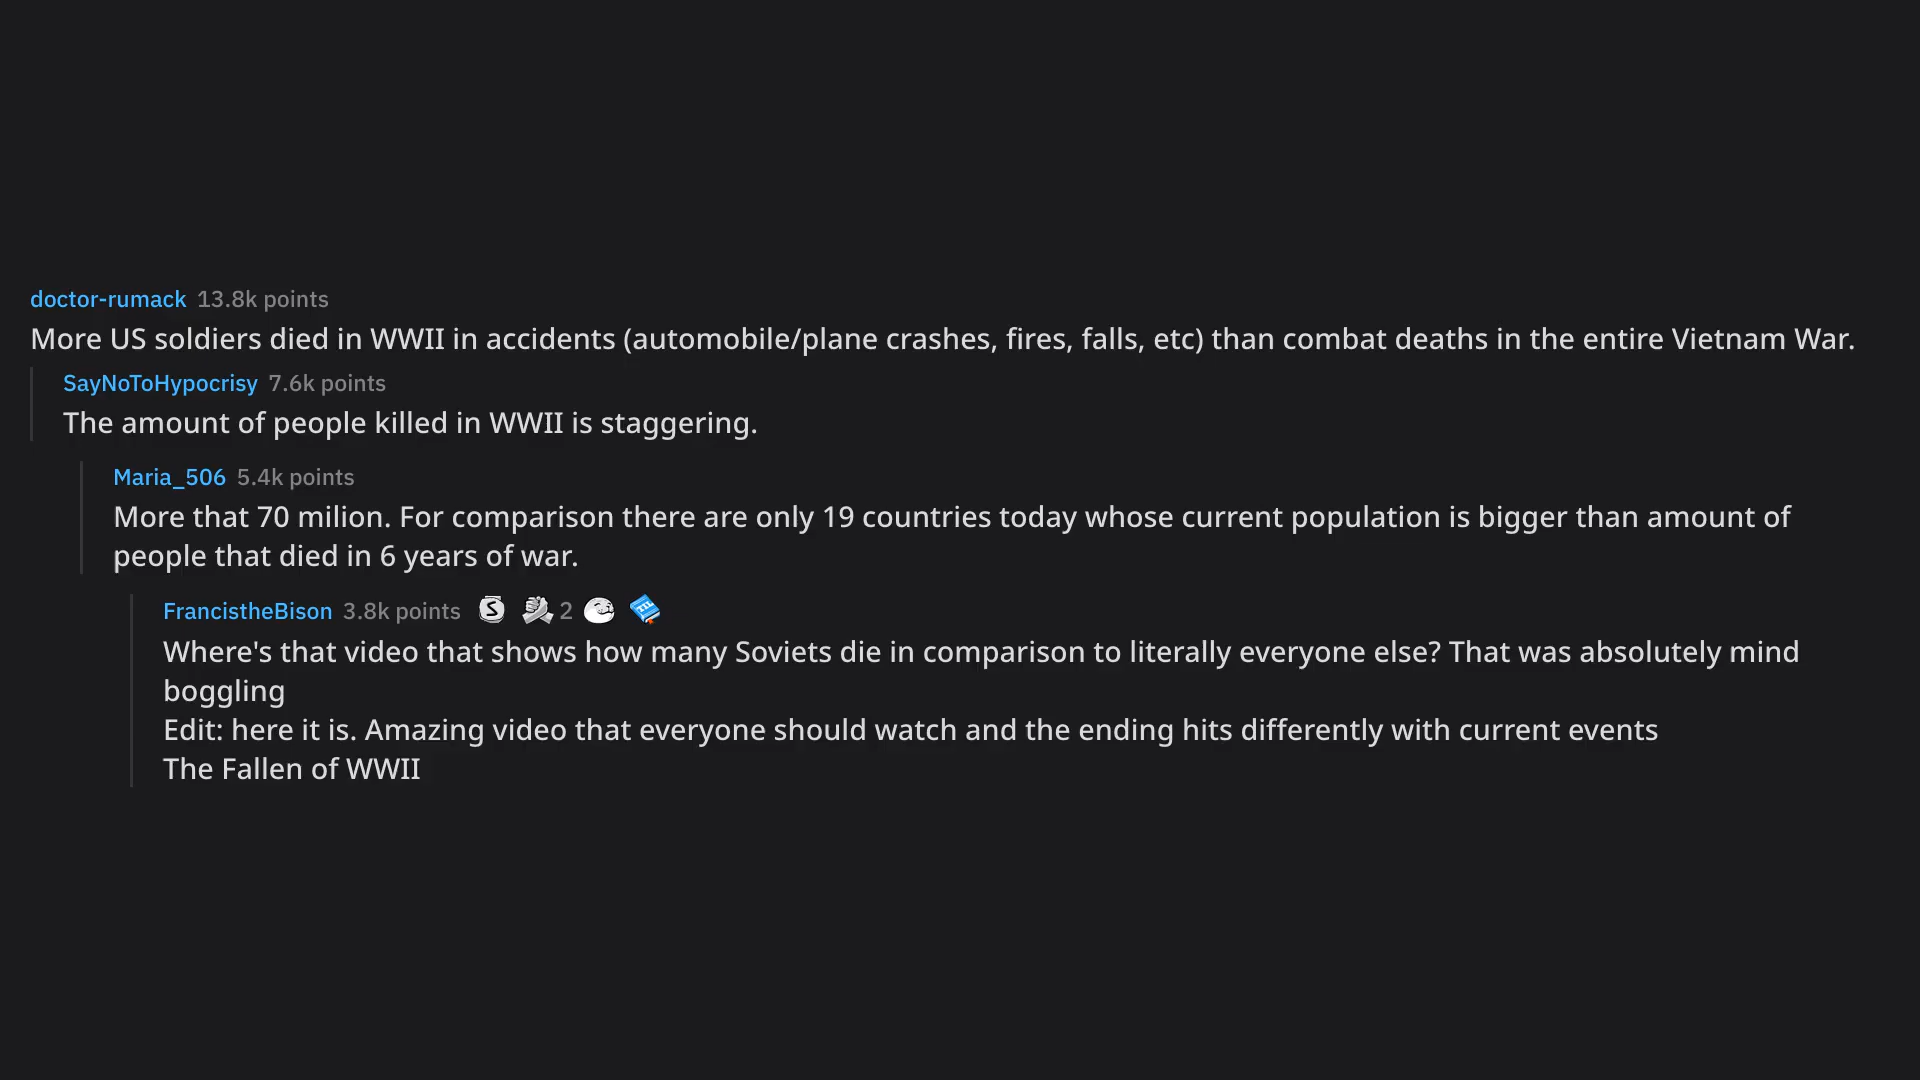 doctor-rumack 13.8k points
More US soldiers died in WWII in accidents (automobile/plane crashes, fires, falls, etc) than combat deaths in the entire Vietnam War.
SayNoToHypocrisy 7.6k points
The amount of people killed in WWII is staggering.
Maria_506 5.4k points
More that 70 milion. For comparison there are only 19 countries today whose current population is bigger than amount of
people that died in 6 years of war.
FrancistheBison 3.8k points S 2 TIL
Where's that video that shows how many Soviets die in comparison to literally everyone else? That was absolutely mind
boggling
Edit: here it is. Amazing video that everyone should watch and the ending hits differently with current events
The Fallen of WWII